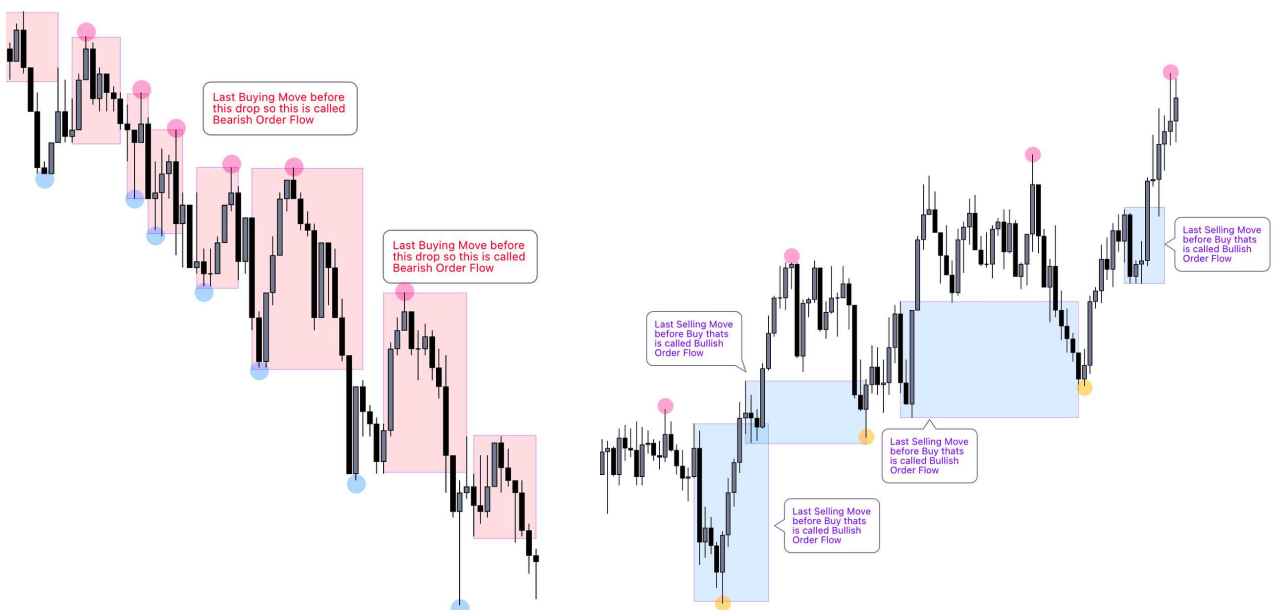 Last Buying Move before
this drop so this is called
Bearish Order Flow
Last Buying Move before
this drop so this is called
Bearish Order Flow
Last Selling Move
before Buy thats
is called Bullish
Order Flow
Last Selling Move
before Buy thats
is called Bullish
Order Flow
Last Selling Move
before Buy thats
is called Bullish
Order Flow
Last Selling Move
before Buy thats
is called Bullish
Order Flow